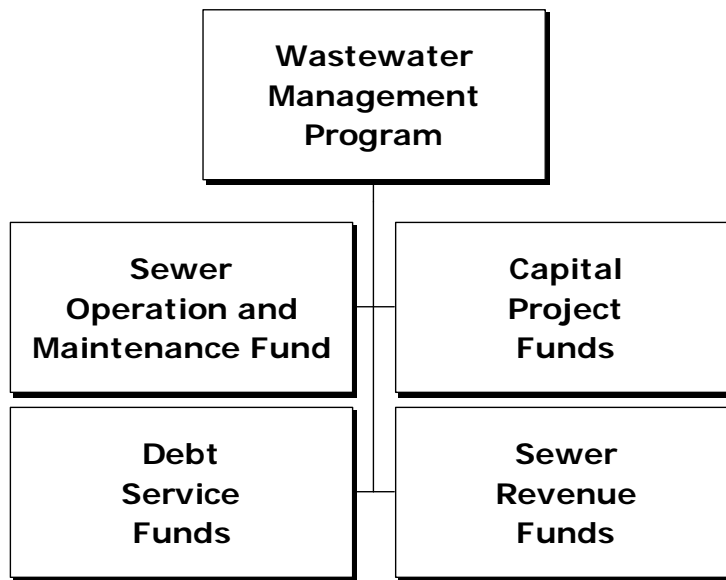 Wastewater
Management
Program
Sewer
Operation and
Maintenance Fund
Capital
Project
Funds
Debt
Service
Funds
Sewer
Revenue
Funds